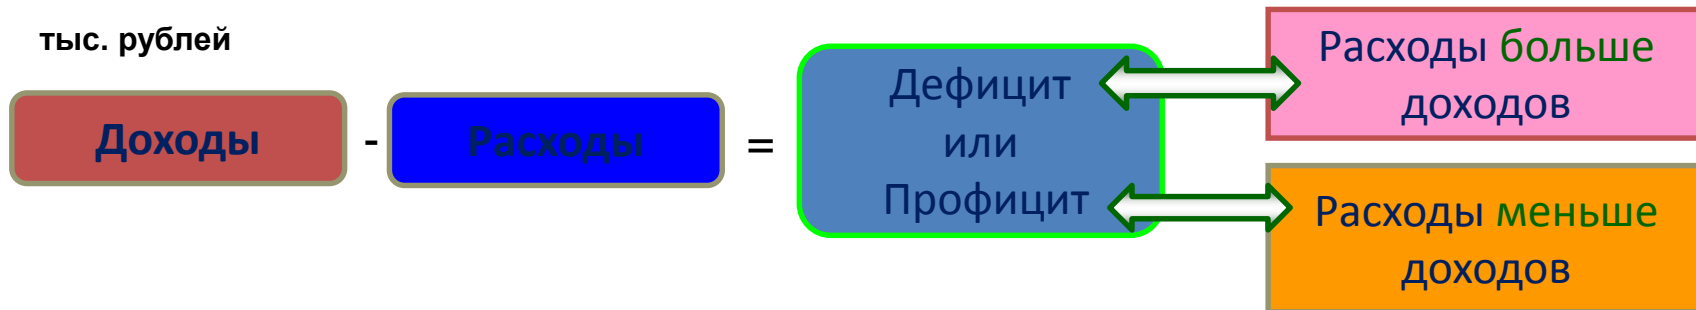 тыс. рублей
Доходы - Расходы =
Дефицит
или
Профицит
Расходы больше
доходов
Расходы меньше
доходов